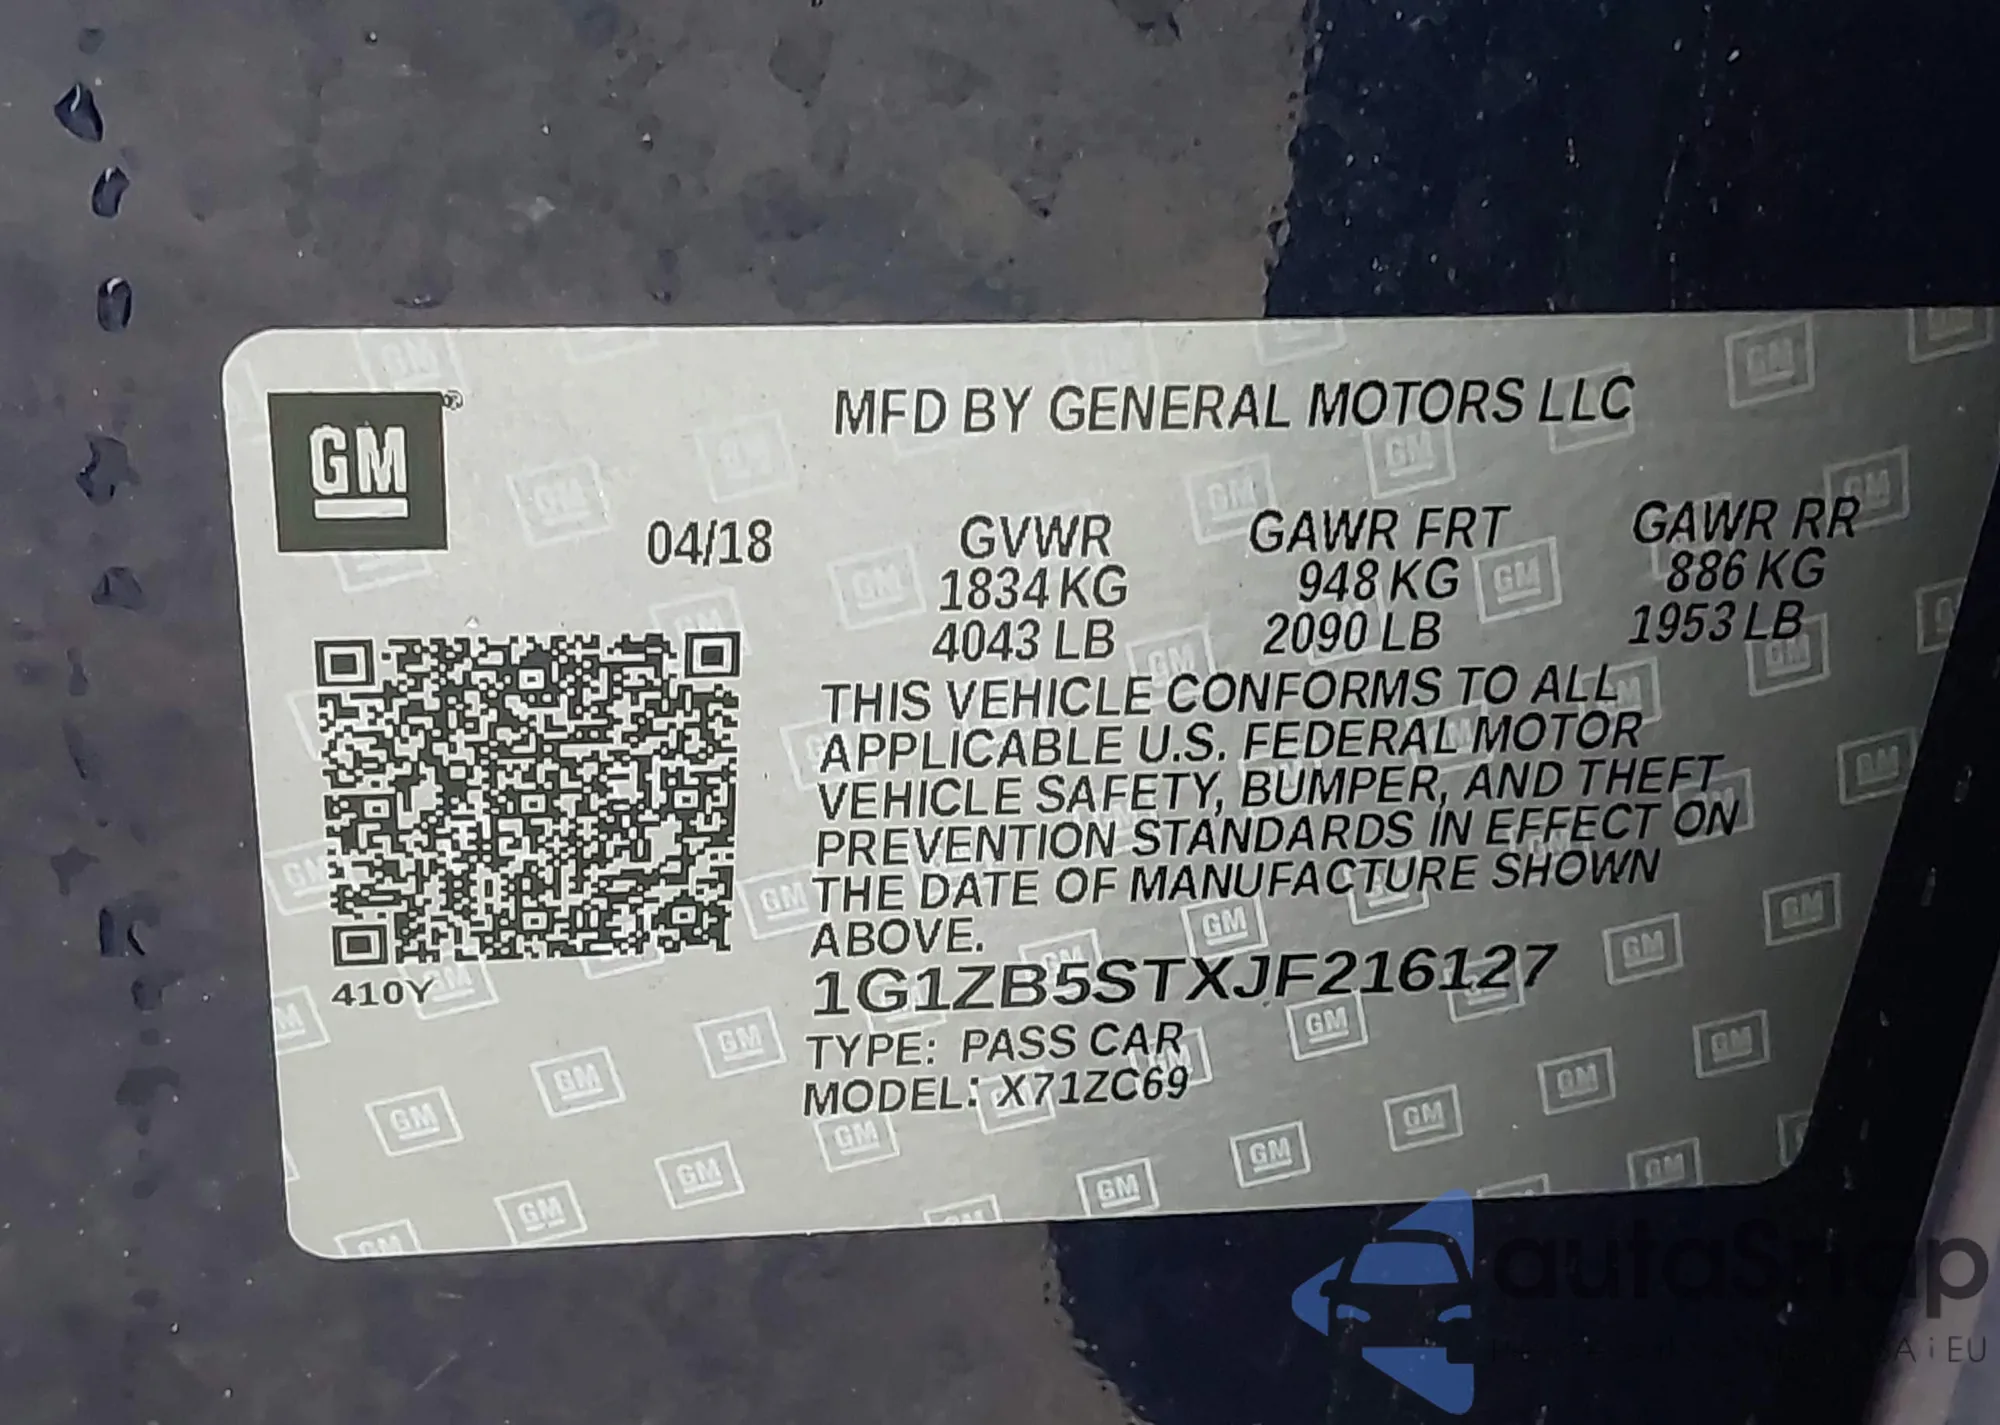 GM®
MFD BY GENERAL MOTORS LLC
04/18 GVWR GAWR FRT GAWR RR
1834 KG 948 KG 886 KG
4043 LB 2090 LB 1953 LB
THIS VEHICLE CONFORMS TO ALL
APPLICABLE U.S. FEDERAL MOTOR
VEHICLE SAFETY, BUMPER, AND THEFT
PREVENTION STANDARDS IN EFFECT ON
THE DATE OF MANUFACTURE SHOWN
ABOVE.
410Y
1G1ZB5STXJF216127
TYPE: PASS CAR
MODEL: X71ZC69
autaSnap